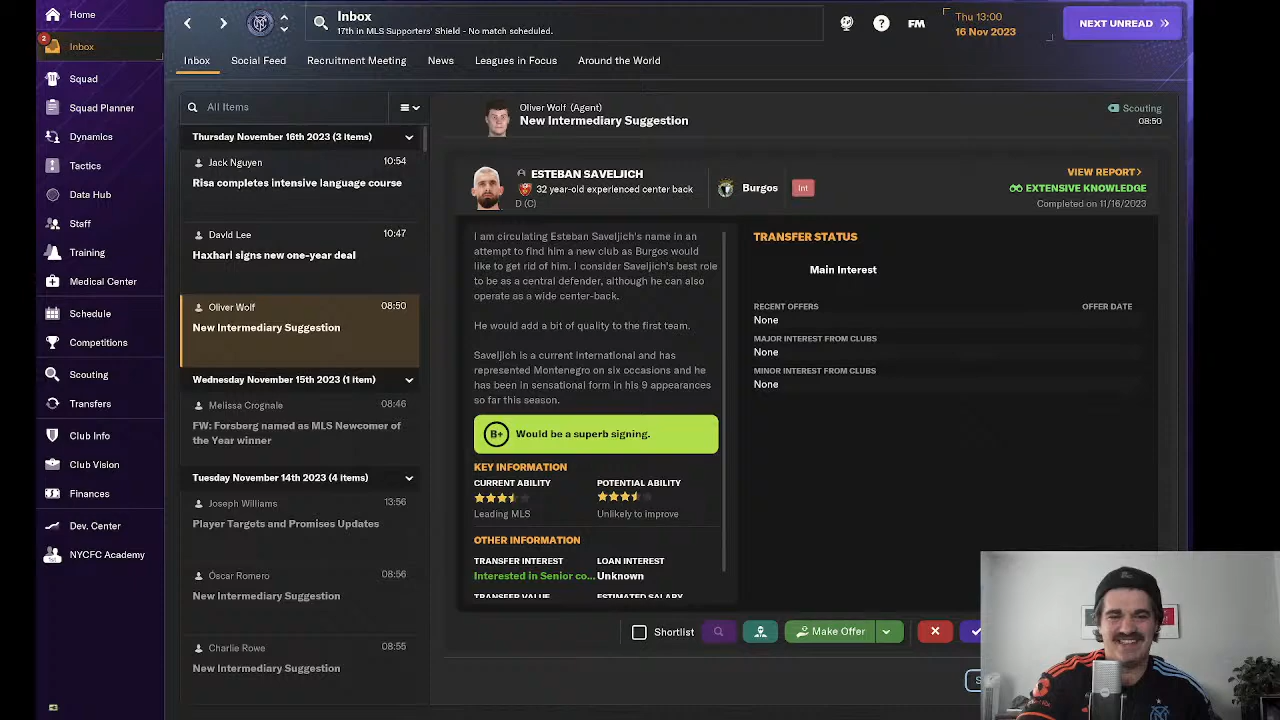 Home
2
Inbox
Squad
Squad Planner
Dynamics
Tactics
Data Hub
Staff
Training
Medical Center
Schedule
Competitions
Scouting
Transfers
Club Info
Club Vision
Finances
Dev. Center
NYCFC Academy
Inbox
17th in MLS Supporters' Shield - No match scheduled.
?
FM
Thu 13:00
16 Nov 2023
NEXT UNREAD
Inbox
Social Feed
Recruitment Meeting
News
Leagues in Focus
Around the World
All Items
Thursday November 16th 2023 (3 Items)
Jack Nguyen 10:54
Risa completes intensive language course
David Lee 10:47
Haxhari signs new one-year deal
Oliver Wolf 08:50
New Intermediary Suggestion
Wednesday November 15th 2023 (1 Item)
Melissa Crognale 08:46
FW: Forsberg named as MLS Newcomer of
the Year winner
Tuesday November 14th 2023 (4 Items)
Joseph Williams 13:56
Player Targets and Promises Updates
Óscar Romero 08:56
New Intermediary Suggestion
Charlie Rowe 08:55
New Intermediary Suggestion
Oliver Wolf (Agent)
New Intermediary Suggestion
Scouting
08:50
ESTEBAN SAVELJICH
32 year-old experienced center back
D (C)
Burgos
Int
VIEW REPORT >
EXTENSIVE KNOWLEDGE
Completed on 11/16/2023
I am circulating Esteban Saveljich's name in an
attempt to find him a new club as Burgos would
like to get rid of him. I consider Saveljich's best role
to be as a central defender, although he can also
operate as a wide center-back.
He would add a bit of quality to the first team.
Saveljich is a current international and has
represented Montenegro on six occasions and he
has been in sensational form in his 9 appearances
so far this season.
B+ Would be a superb signing.
KEY INFORMATION
CURRENT ABILITY POTENTIAL ABILITY
Leading MLS Unlikely to improve
OTHER INFORMATION
TRANSFER INTEREST LOAN INTEREST
Interested in Senior co... Unknown
TRANSFER VALUE ESTIMATED SALARY
TRANSFER STATUS
Main Interest
RECENT OFFERS OFFER DATE
None
MAJOR INTEREST FROM CLUBS
None
MINOR INTEREST FROM CLUBS
None
Shortlist
Make Offer